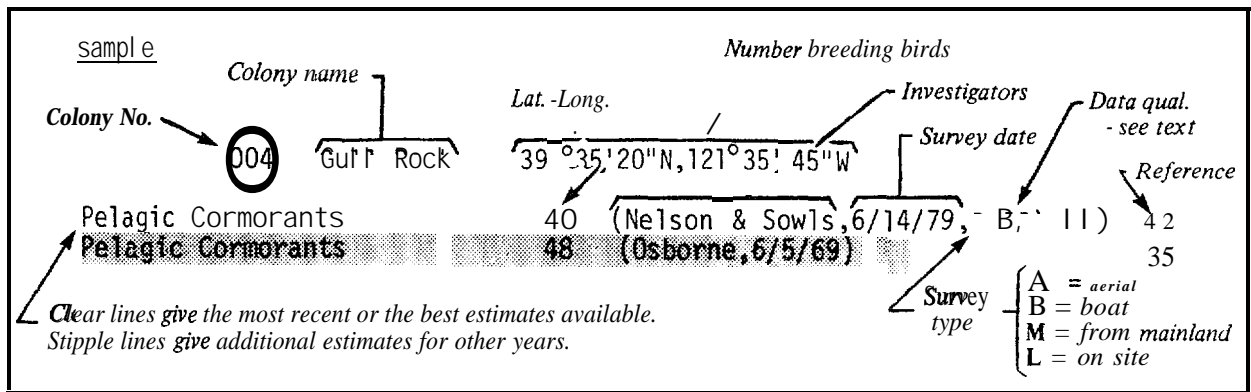 sample
Number breeding birds
Colony name
Lat. -Long.
Investigators
Data qual.
- see text
Colony No.
Survey date
Reference
004 Gull Rock 39 °35'20"N,121°35' 45"W
Pelagic Cormorants 40 (Nelson & Sowls,6/14/79, B, II) 42
Pelagic Cormorants 48 (Osborne,6/5/69) 35
Survey
type
A = aerial
B = boat
M = from mainland
L = on site
Clear lines give the most recent or the best estimates available.
Stipple lines give additional estimates for other years.